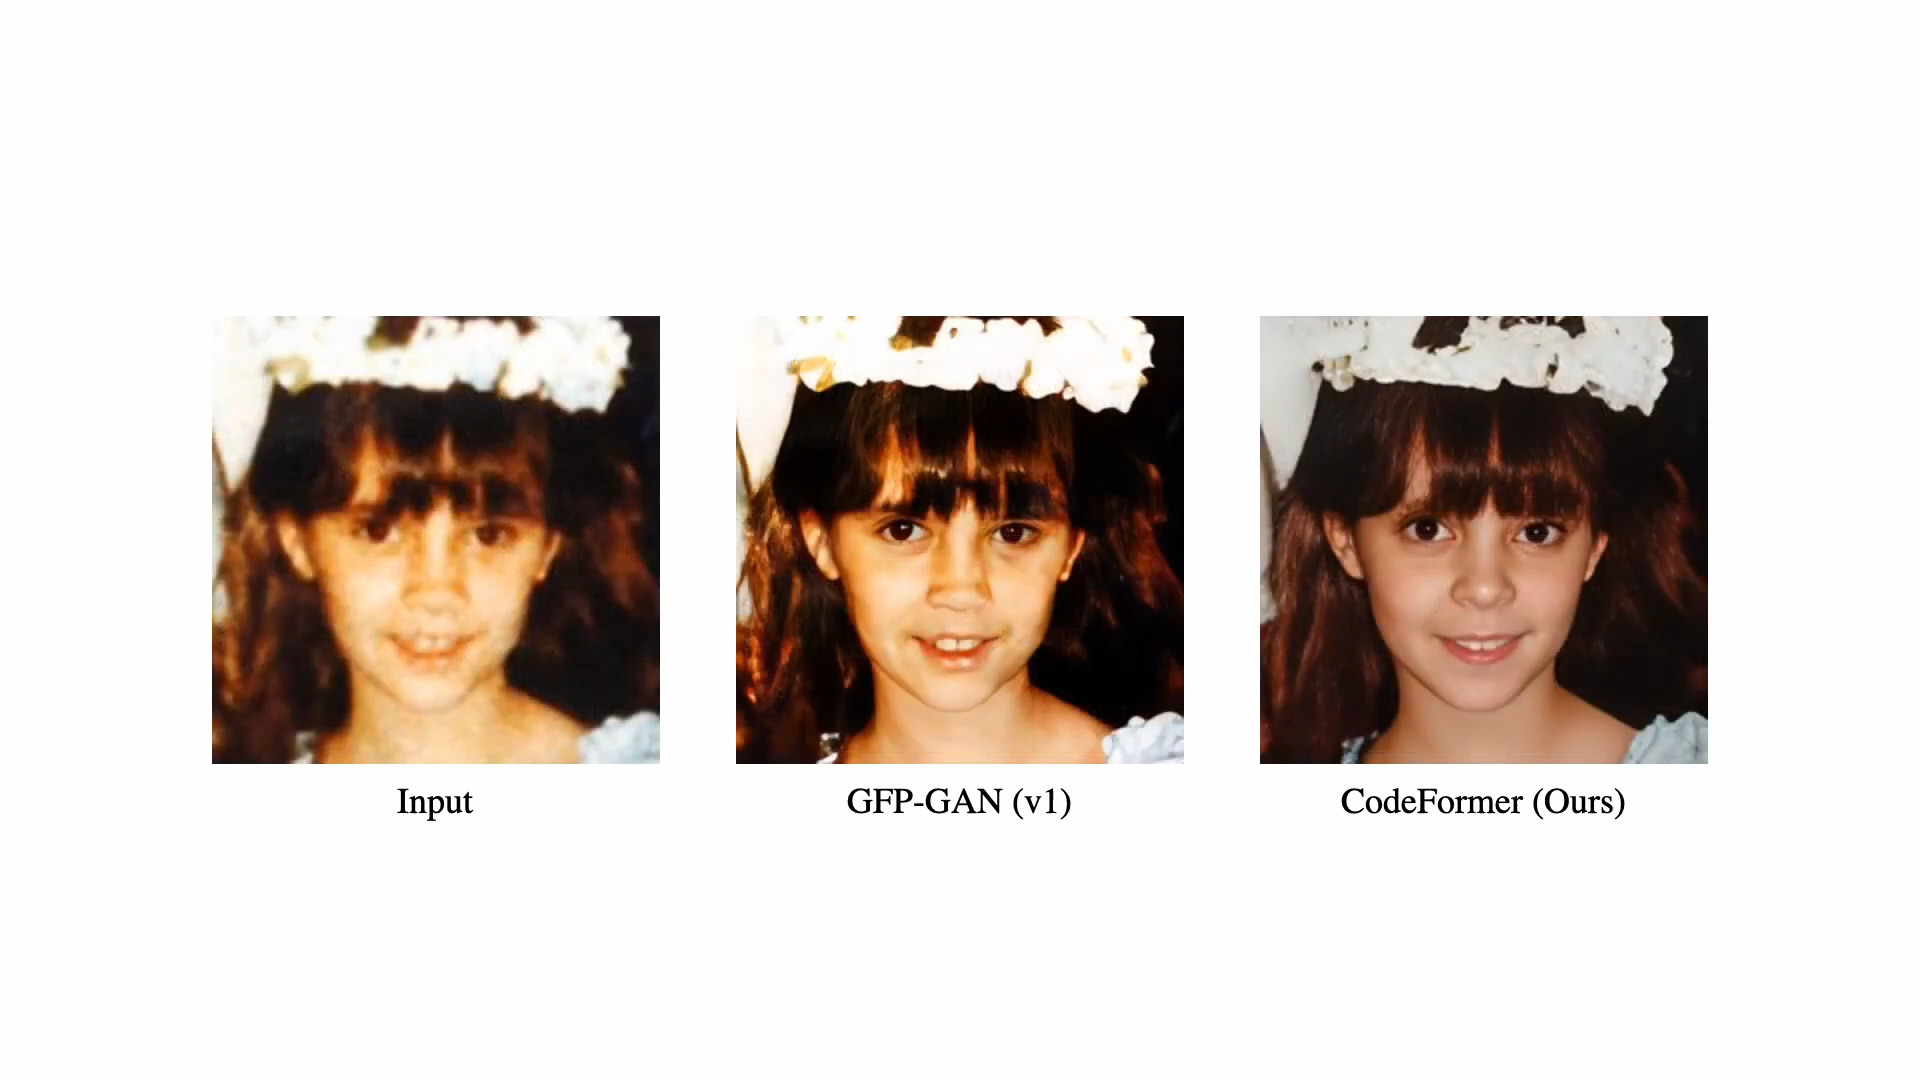 Input
GFP-GAN (v1)
CodeFormer (Ours)